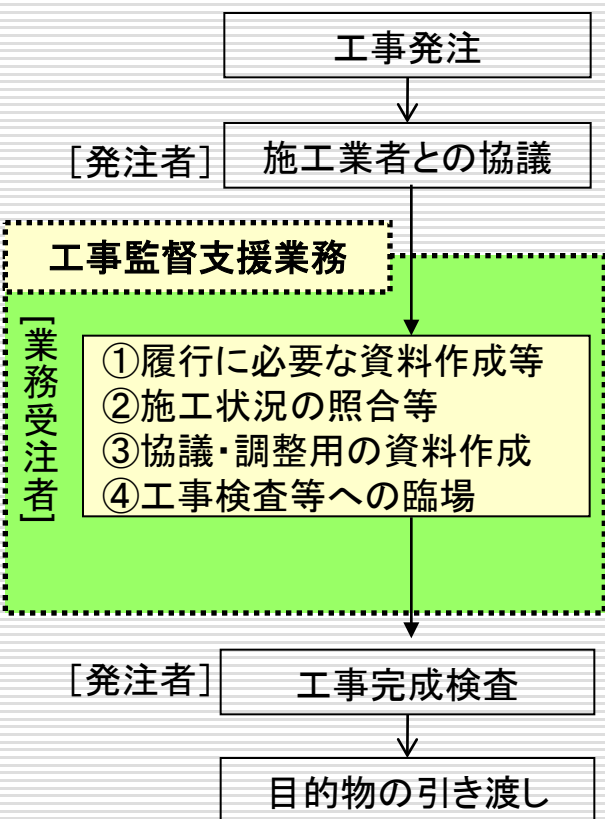 工事発注
[発注者]
施工業者との協議
工事監督支援業務
[業務受注者]
①履行に必要な資料作成等
②施工状況の照合等
③協議・調整用の資料作成
④工事検査等への臨場
[発注者]
工事完成検査
目的物の引き渡し